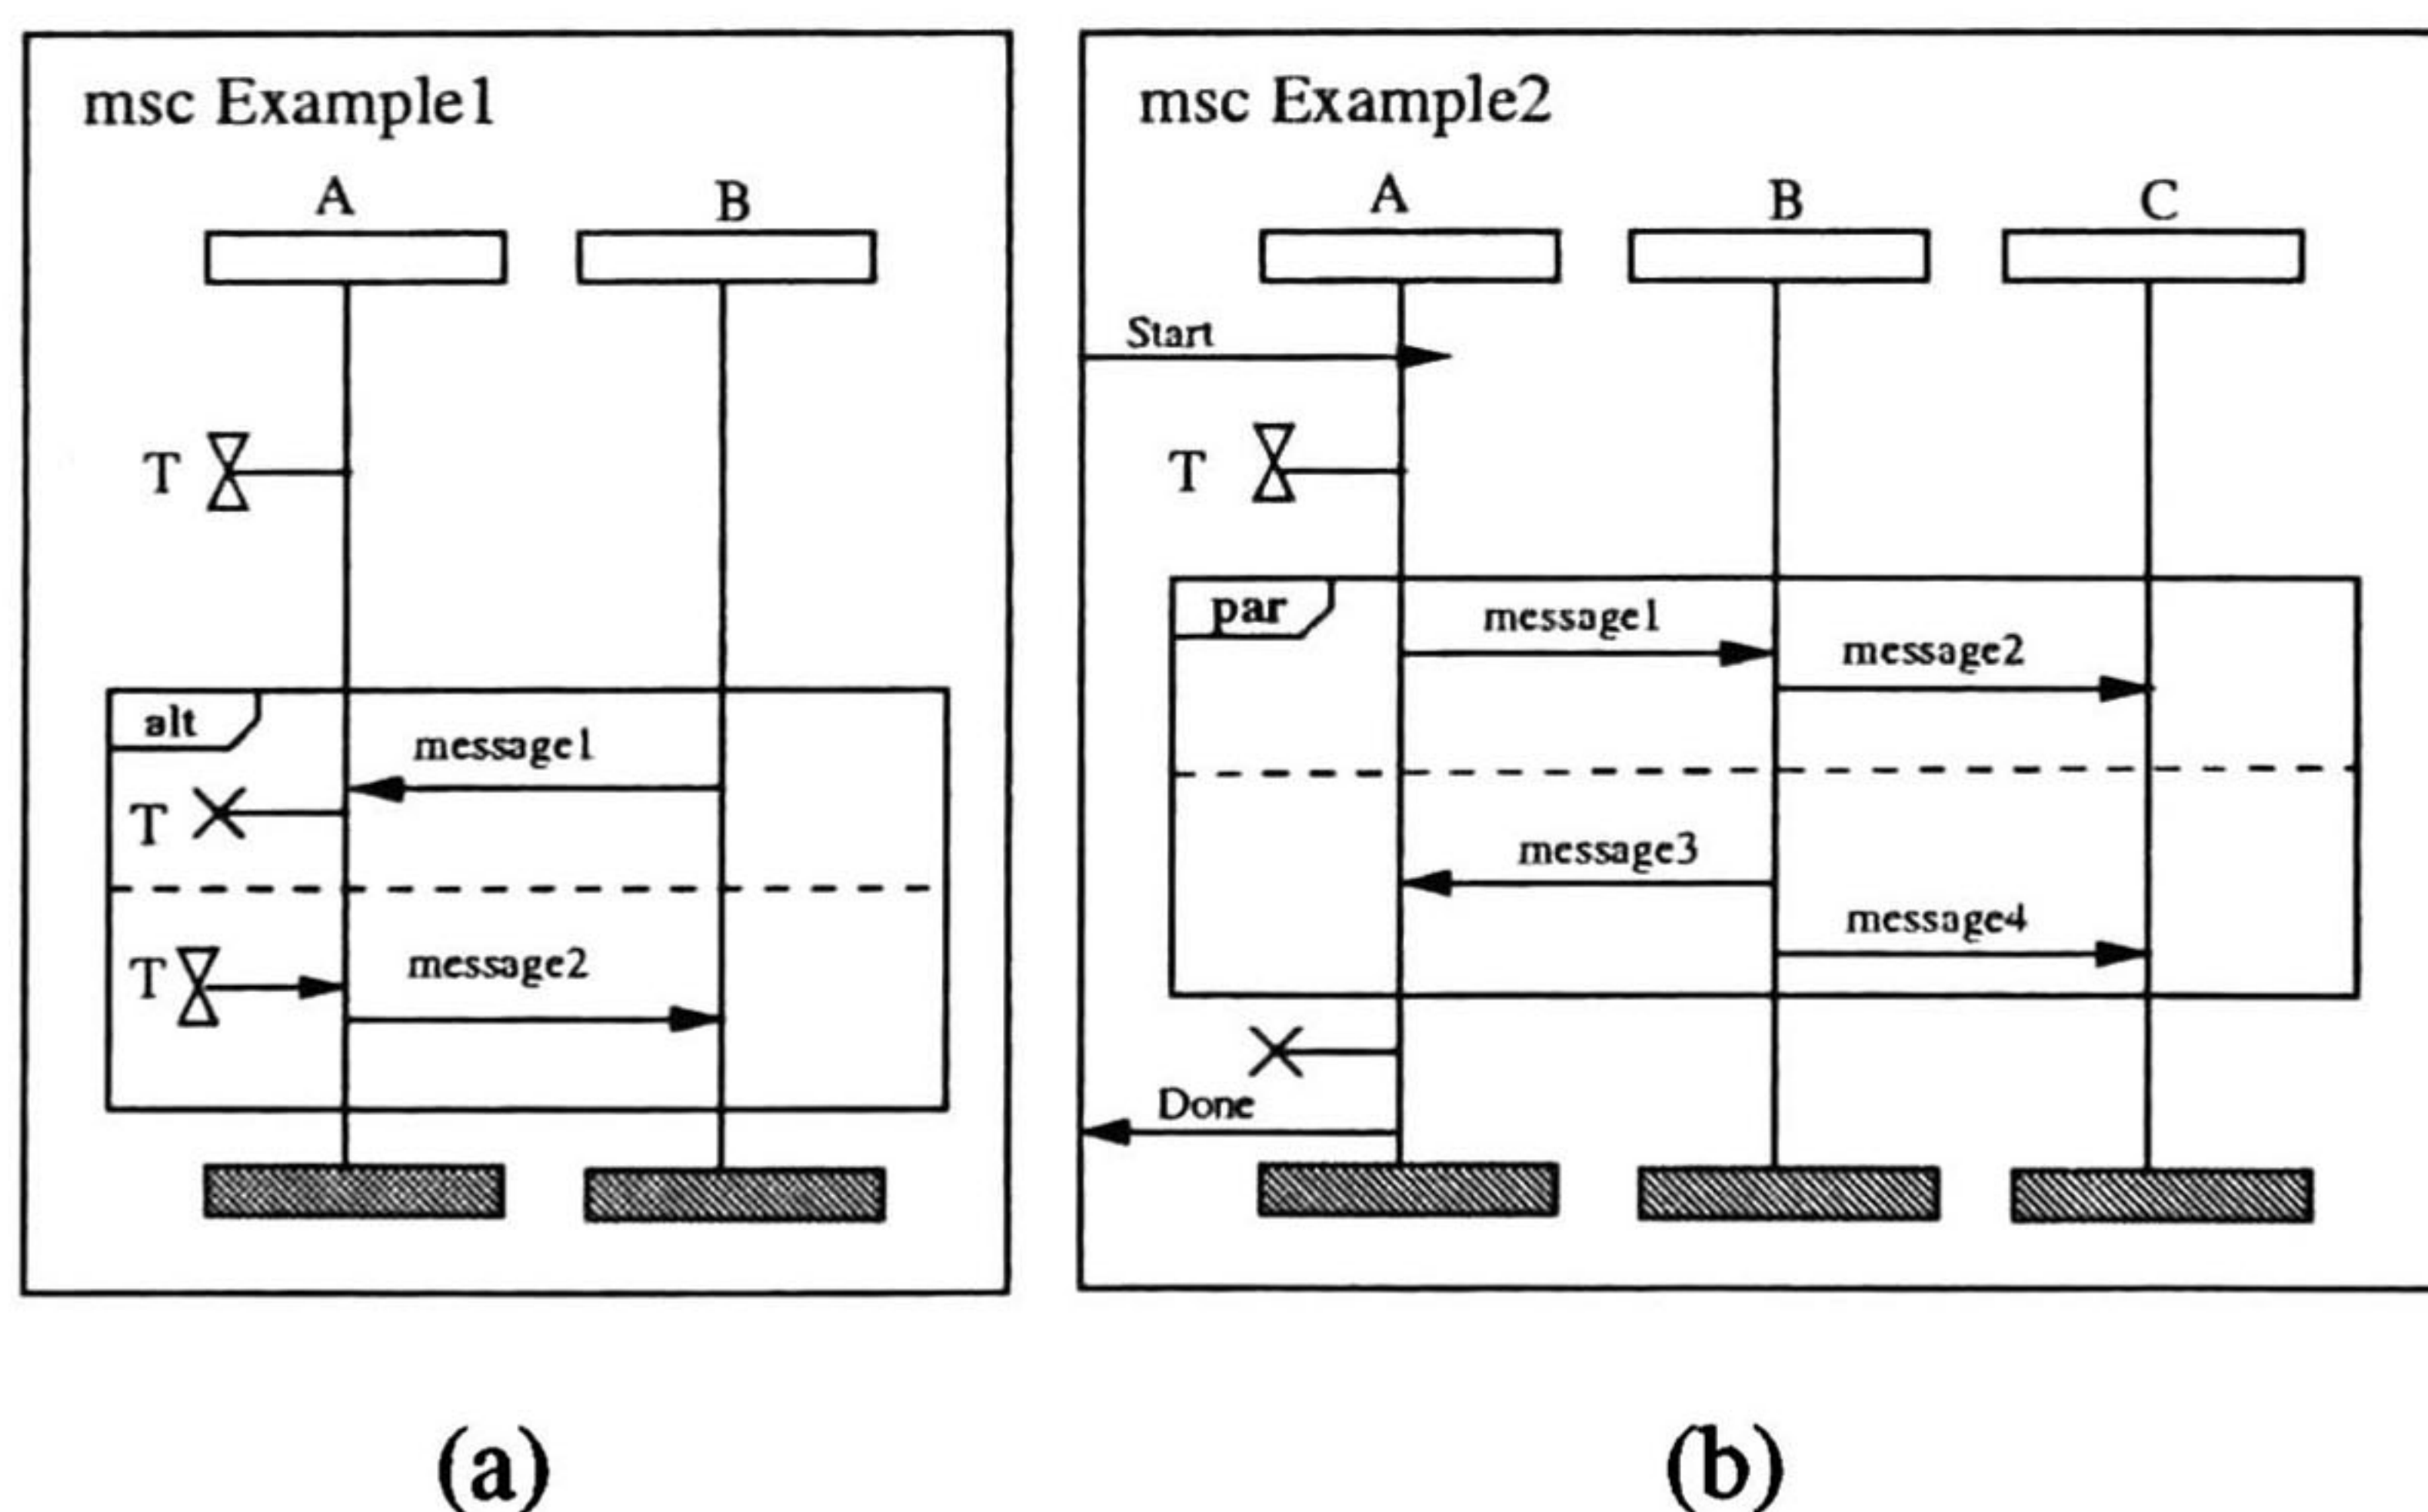 msc Example1
A B
T
alt
message1
T
T
message2
(a)
msc Example2
A B C
Start
T
par
message1
message2
message3
message4
Done
(b)